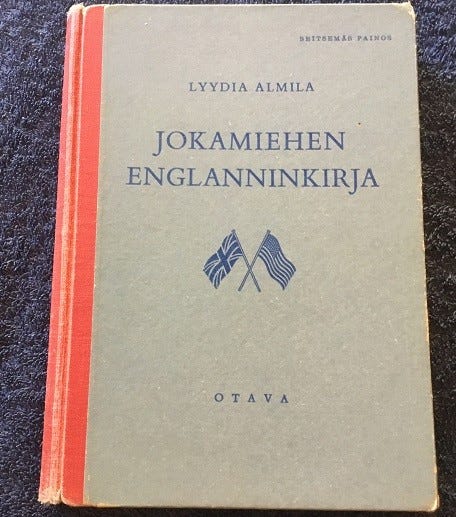 SEITSEMÄS PAINOS
LYYDIA ALMILA
JOKAMIEHEN
ENGLANNINKIRJA
OTAVA